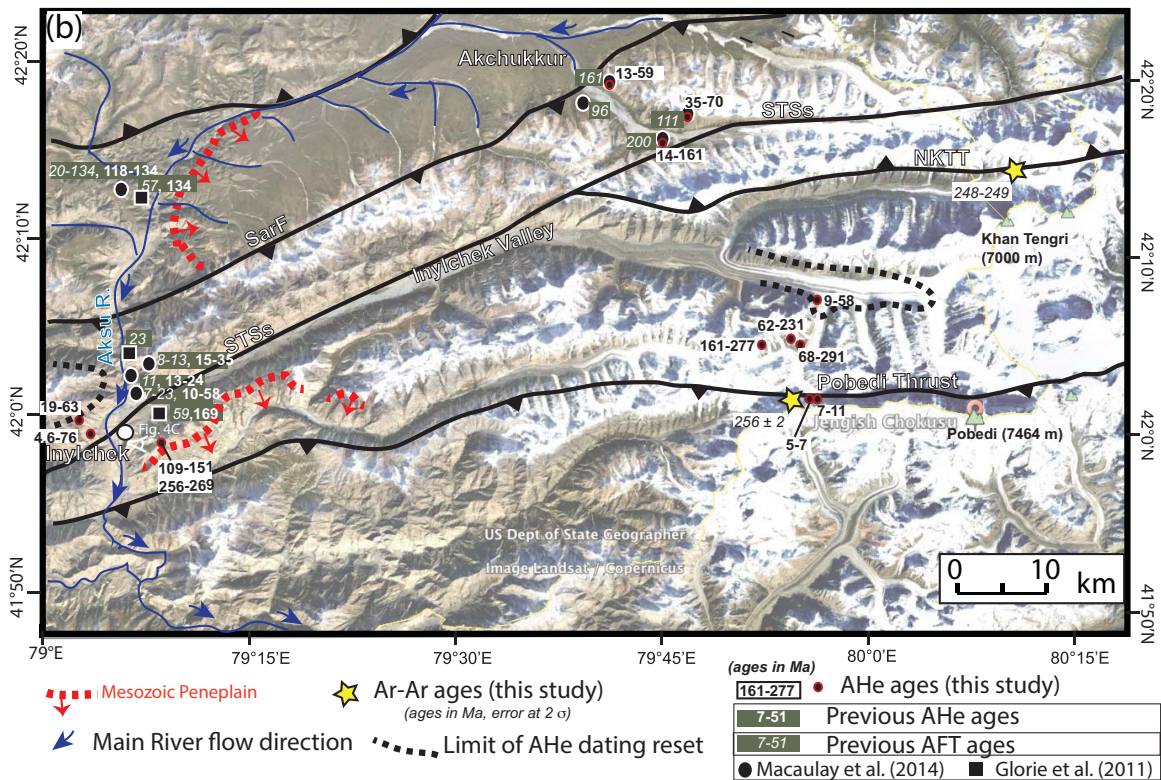 (b)
Akchukkur
161
13-59
96
35-70
111
200
14-161
STSs
NKTT
248-249
Khan Tengri
(7000 m)
20-134, 118-134
57, 134
SarF
Inylchek Valley
STSs
Aksu R.
23
8-13, 15-35
11, 13-24
7-23, 10-58
59,169
Fig. 4C
19-63
4.6-76
Inylchek
109-151
256-269
9-58
62-231
161-277
68-291
Pobedi Thrust
256 ± 2
7-11
5-7
Jengish Chokusu
Pobedi (7464 m)
US Dept of State Geographer
Image Landsat / Copernicus
0 10 km
42°20'N
42°10'N
42°0'N
41°50'N
42°20'N
42°10'N
42°0'N
41°50'N
79°E 79°15'E 79°30'E 79°45'E 80°0'E 80°15'E
Mesozoic Peneplain
Main River flow direction
Ar-Ar ages (this study)
(ages in Ma, error at 2 σ)
Limit of AHe dating reset
(ages in Ma)
161-277 AHe ages (this study)
7-51 Previous AHe ages
7-51 Previous AFT ages
Macaulay et al. (2014) Glorie et al. (2011)